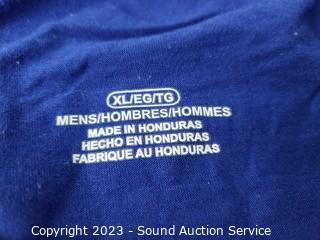 XL/EG/TG
MENS/HOMBRES/HOMMES
MADE IN HONDURAS
HECHO EN HONDURAS
FABRIQUE AU HONDURAS
Copyright 2023 - Sound Auction Service